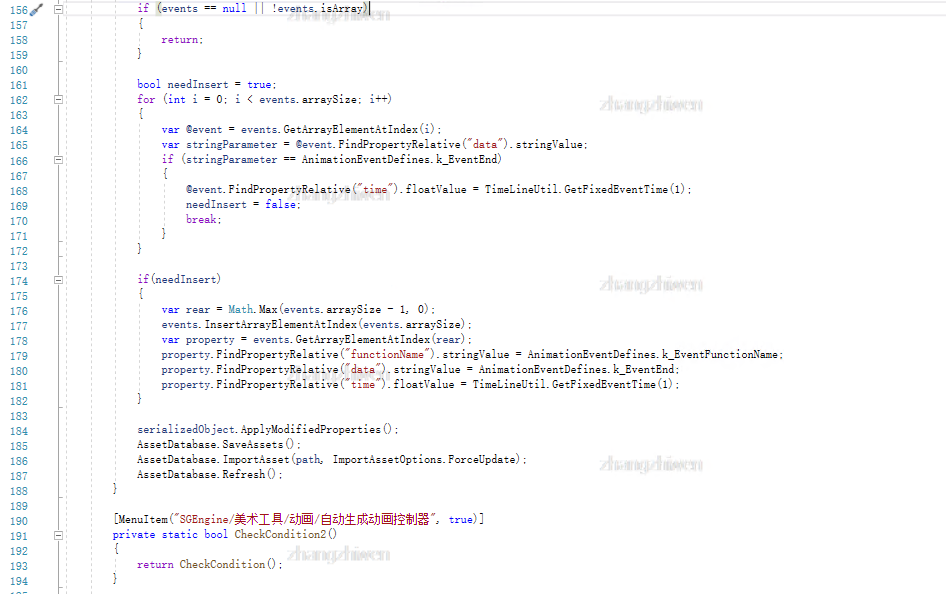 156 if (events == null || !events.isArray)
157 {
158 return;
159 }
160
161 bool needInsert = true;
162 for (int i = 0; i < events.arraySize; i++)
163 {
164 var @event = events.GetArrayElementAtIndex(i);
165 var stringParameter = @event.FindPropertyRelative("data").stringValue;
166 if (stringParameter == AnimationEventDefines.k_EventEnd)
167 {
168 @event.FindPropertyRelative("time").floatValue = TimeLineUtil.GetFixedEventTime(1);
169 needInsert = false;
170 break;
171 }
172 }
173
174 if(needInsert)
175 {
176 var rear = Math.Max(events.arraySize - 1, 0);
177 events.InsertArrayElementAtIndex(events.arraySize);
178 var property = events.GetArrayElementAtIndex(rear);
179 property.FindPropertyRelative("functionName").stringValue = AnimationEventDefines.k_EventFunctionName;
180 property.FindPropertyRelative("data").stringValue = AnimationEventDefines.k_EventEnd;
181 property.FindPropertyRelative("time").floatValue = TimeLineUtil.GetFixedEventTime(1);
182 }
183
184 serializedObject.ApplyModifiedProperties();
185 AssetDatabase.SaveAssets();
186 AssetDatabase.ImportAsset(path, ImportAssetOptions.ForceUpdate);
187 AssetDatabase.Refresh();
188 }
189
190 [MenuItem("SGEngine/美术工具/动画/自动生成动画控制器", true)]
191 private static bool CheckCondition2()
192 {
193 return CheckCondition();
194 }
zhangzhiwen
zhangzhiwen
zhangzhiwen
zhangzhiwen
zhangzhiwen
zhangzhiwen
zhangzhiwen